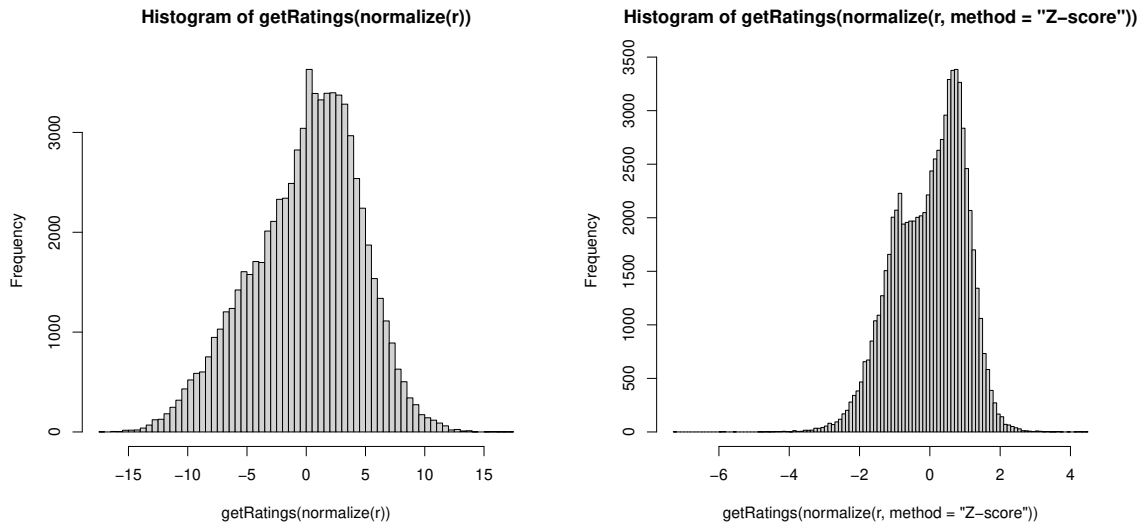 Histogram of getRatings(normalize(r))
Frequency
3000
2000
1000
0
−15 −10 −5 0 5 10 15
getRatings(normalize(r))
Histogram of getRatings(normalize(r, method = "Z−score"))
Frequency
3500
3000
2500
2000
1500
1000
500
0
−6 −4 −2 0 2 4
getRatings(normalize(r, method = "Z−score"))